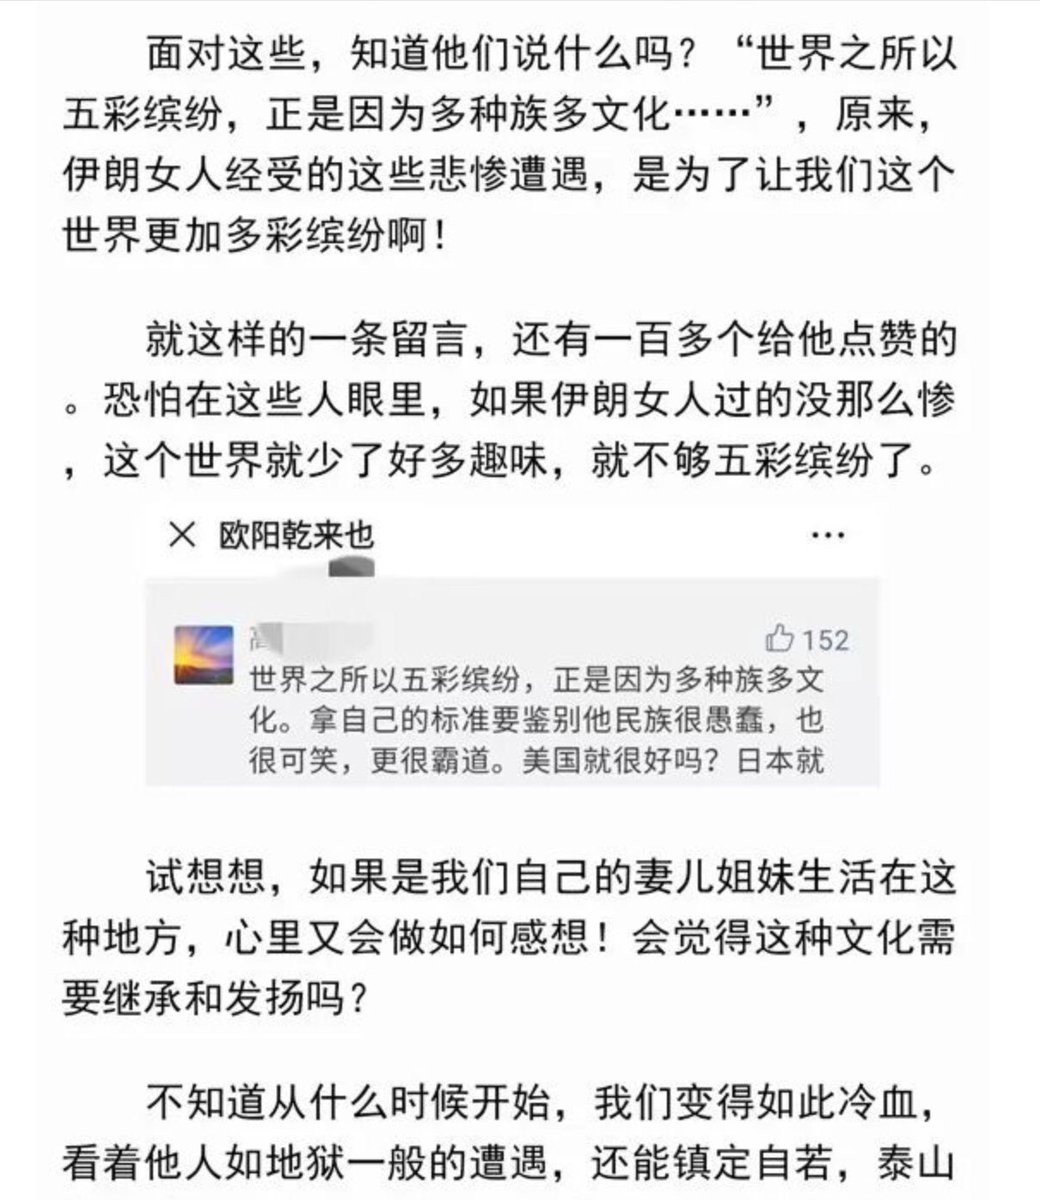 面对这些，知道他们说什么吗？“世界之所以
五彩缤纷，正是因为多种族多文化……”，原来，
伊朗女人经受的这些悲惨遭遇，是为了让我们这个
世界更加多彩缤纷啊！
就这样的一条留言，还有一百多个给他点赞的
。恐怕在这些人眼里，如果伊朗女人过的没那么惨
，这个世界就少了好多趣味，就不够五彩缤纷了。
欧阳乾来也
152
世界之所以五彩缤纷，正是因为多种族多文
化。拿自己的标准要鉴别他民族很愚蠢，也
很可笑，更很霸道。美国就很好吗？日本就
试想想，如果是我们自己的妻儿姐妹生活在这
种地方，心里又会做如何感想！会觉得这种文化需
要继承和发扬吗？
不知道从什么时候开始，我们变得如此冷血，
看着他人如地狱一般的遭遇，还能镇定自若，泰山